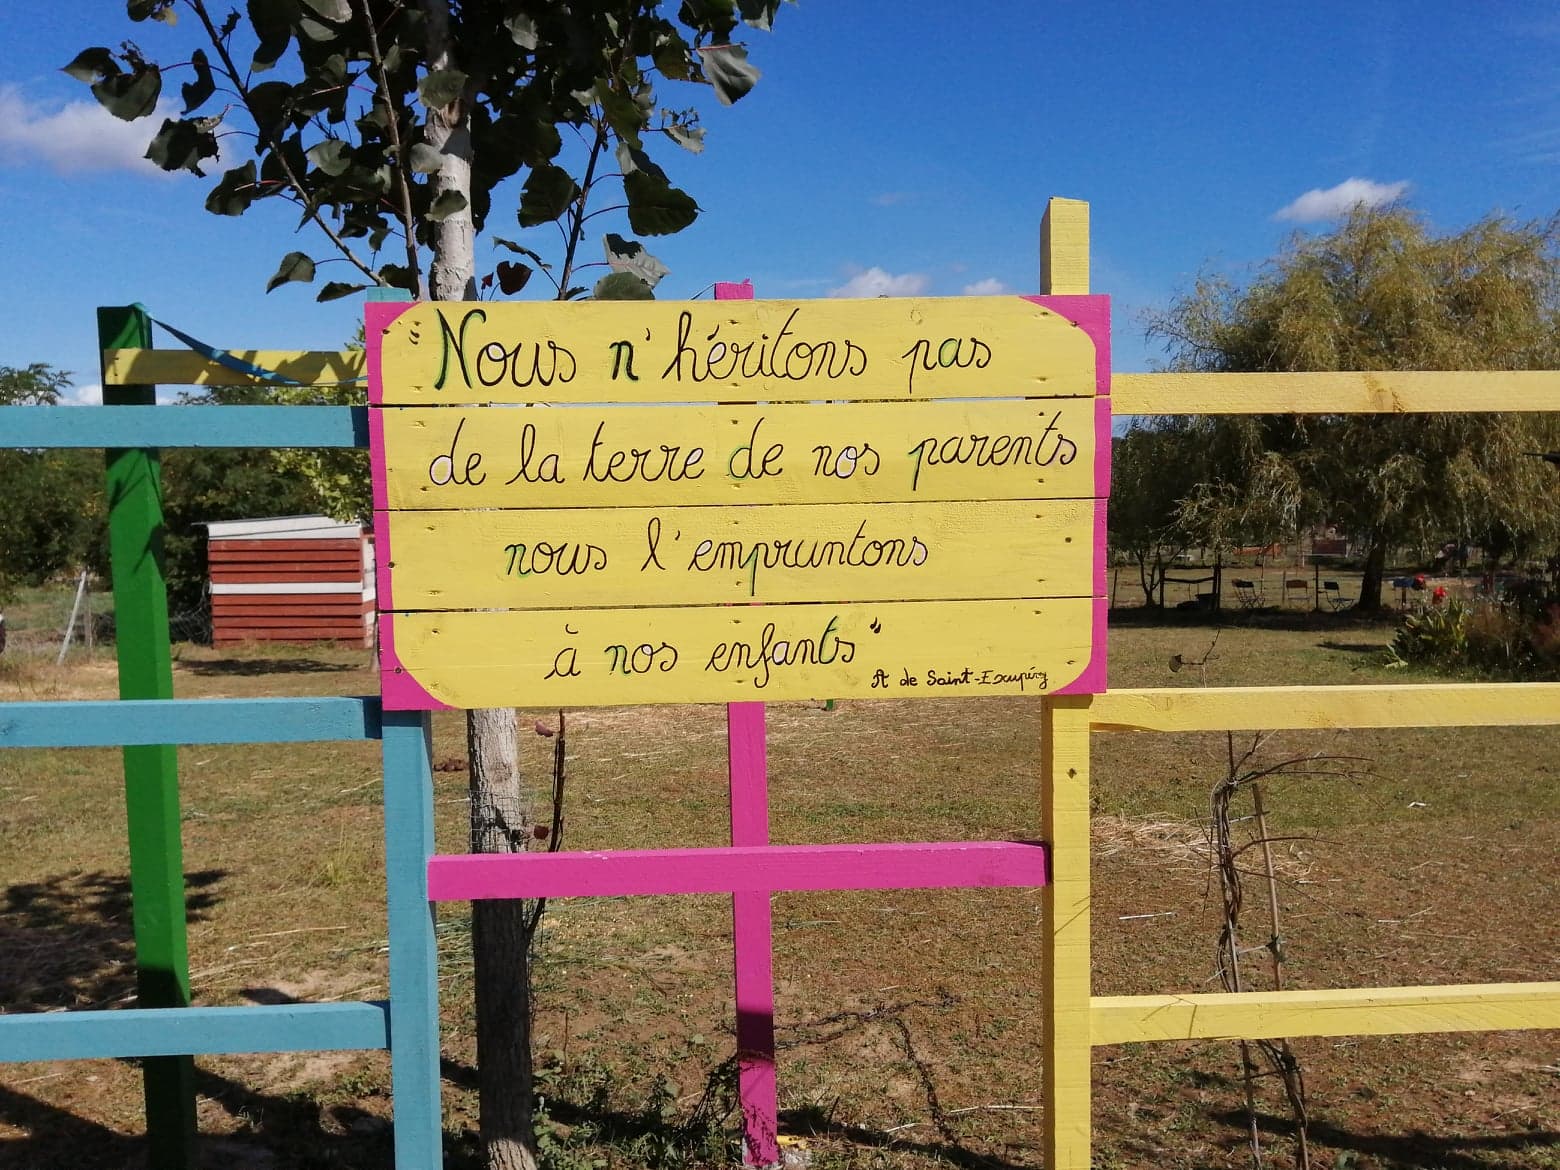 "Nous n'héritons pas
de la terre de nos parents
nous l'empruntons
à nos enfants"
A de Saint-Exupéry